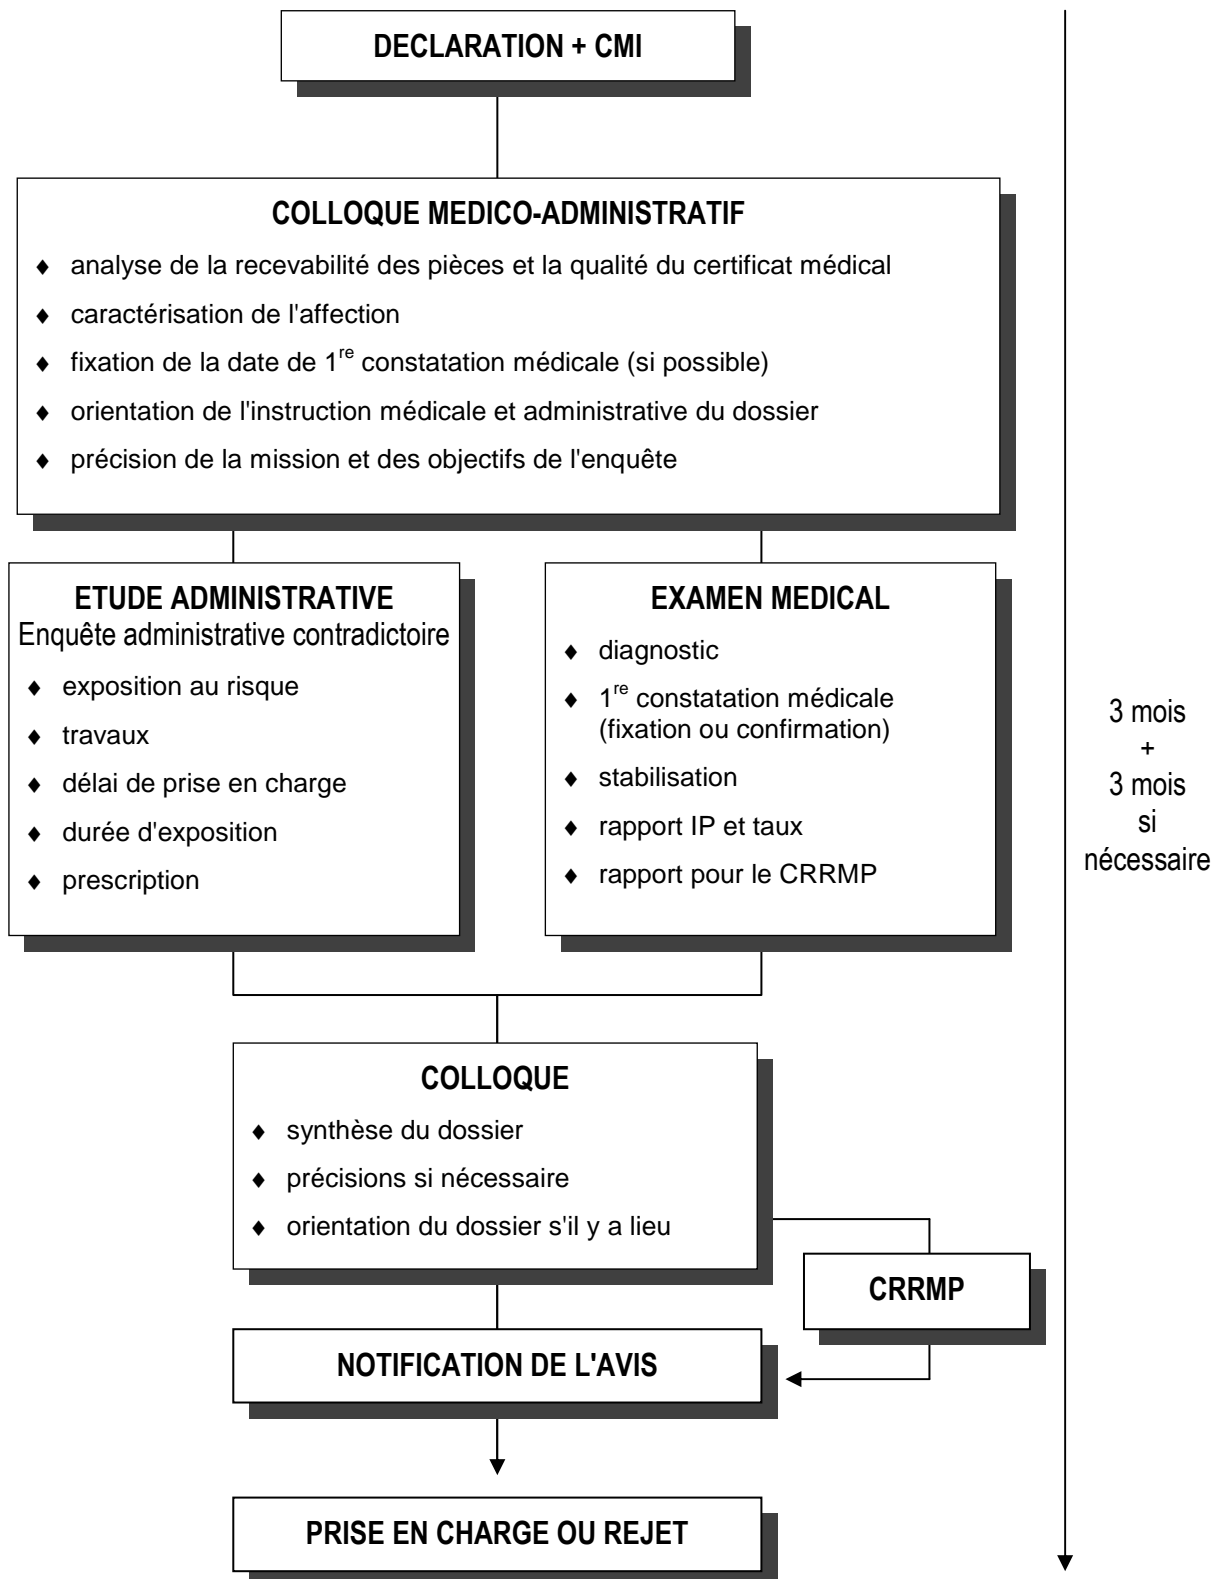 DECLARATION + CMI
COLLOQUE MEDICO-ADMINISTRATIF
♦ analyse de la recevabilité des pièces et la qualité du certificat médical
♦ caractérisation de l'affection
♦ fixation de la date de 1re constatation médicale (si possible)
♦ orientation de l'instruction médicale et administrative du dossier
♦ précision de la mission et des objectifs de l'enquête
ETUDE ADMINISTRATIVE
Enquête administrative contradictoire
♦ exposition au risque
♦ travaux
♦ délai de prise en charge
♦ durée d'exposition
♦ prescription
EXAMEN MEDICAL
♦ diagnostic
♦ 1re constatation médicale
(fixation ou confirmation)
♦ stabilisation
♦ rapport IP et taux
♦ rapport pour le CRRMP
3 mois
+
3 mois
si
nécessaire
COLLOQUE
♦ synthèse du dossier
♦ précisions si nécessaire
♦ orientation du dossier s'il y a lieu
CRRMP
NOTIFICATION DE L'AVIS
PRISE EN CHARGE OU REJET